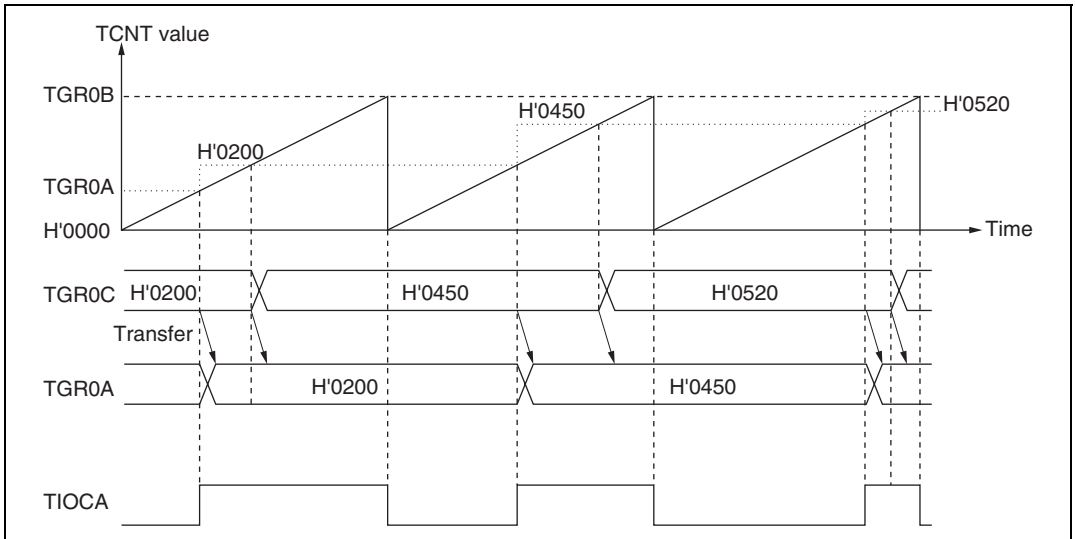 TCNT value
TGR0B
H'0520
H'0450
H'0200
TGR0A
H'0000
Time
TGR0C
H'0200
H'0450
H'0520
Transfer
TGR0A
H'0200
H'0450
TIOCA